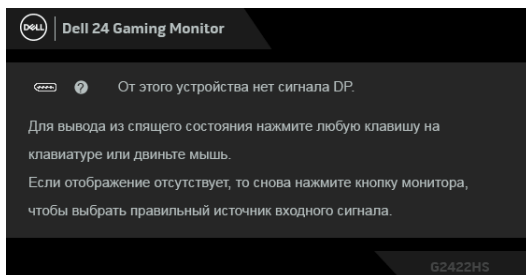 DELL Dell 24 Gaming Monitor
От этого устройства нет сигнала DP.
Для вывода из спящего состояния нажмите любую клавишу на
клавиатуре или двиньте мышь.
Если отображение отсутствует, то снова нажмите кнопку монитора,
чтобы выбрать правильный источник входного сигнала.
G2422HS